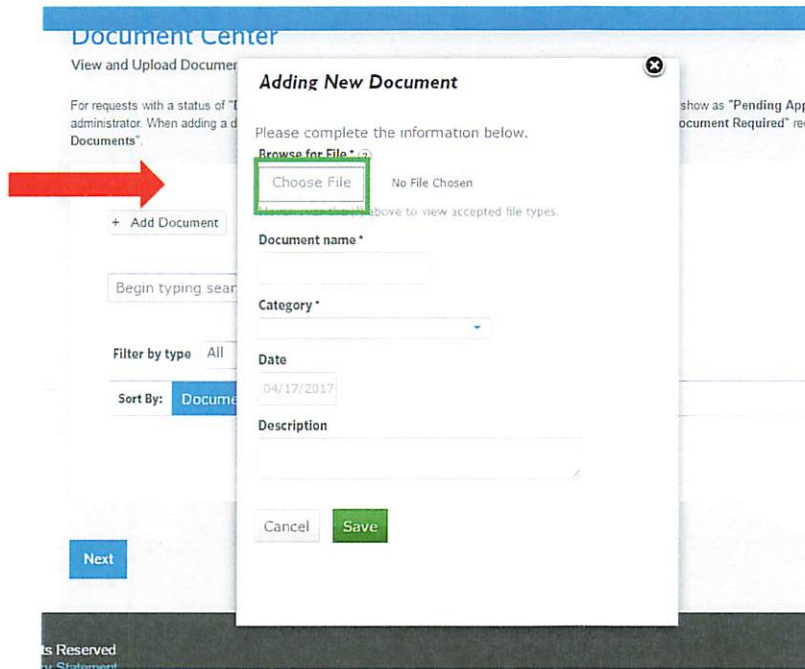 Document Center
View and Upload Documen
For requests with a status of "D
show as "Pending App
administrator. When adding a d
ocument Required" re
Documents".
+ Add Document
Begin typing sear
Filter by type All
Sort By: Docume
Next
ts Reserved
y Statement
Adding New Document
Please complete the information below.
Browse for File * (?)
Choose File No File Chosen
above to view accepted file types.
Document name *
Category *
Date
04/17/2017
Description
Cancel Save